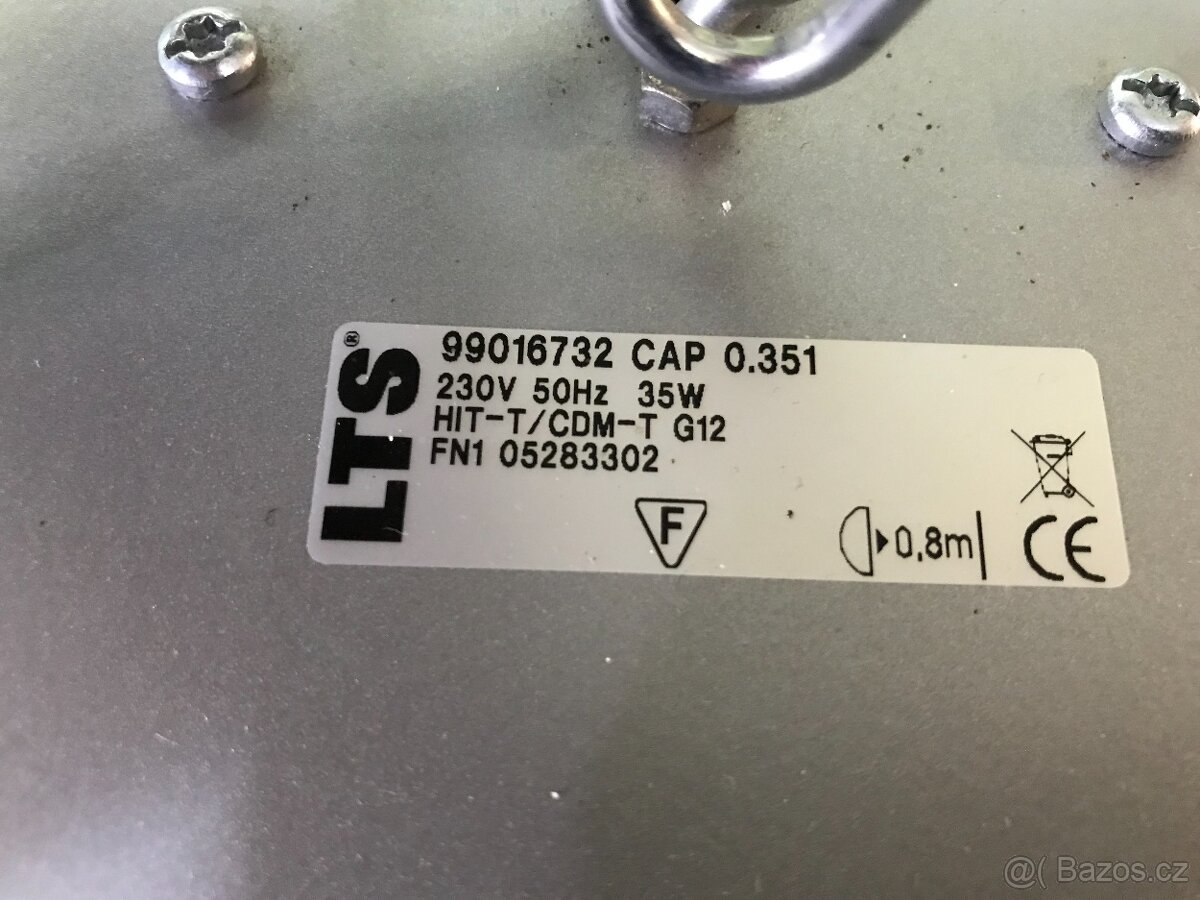 LTS®
99016732 CAP 0.351
230V 50Hz 35W
HIT-T/CDM-T G12
FN1 05283302
F
0,8m
CE
@( Bazos.cz